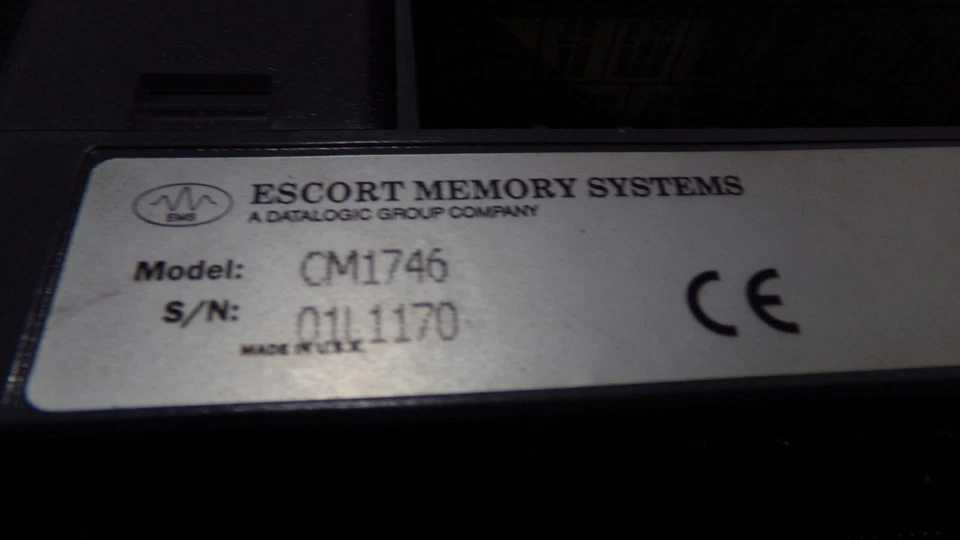 EMS
ESCORT MEMORY SYSTEMS
A DATALOGIC GROUP COMPANY
Model: CM1746
S/N: 01L1170
MADE IN U.S.A.
CE